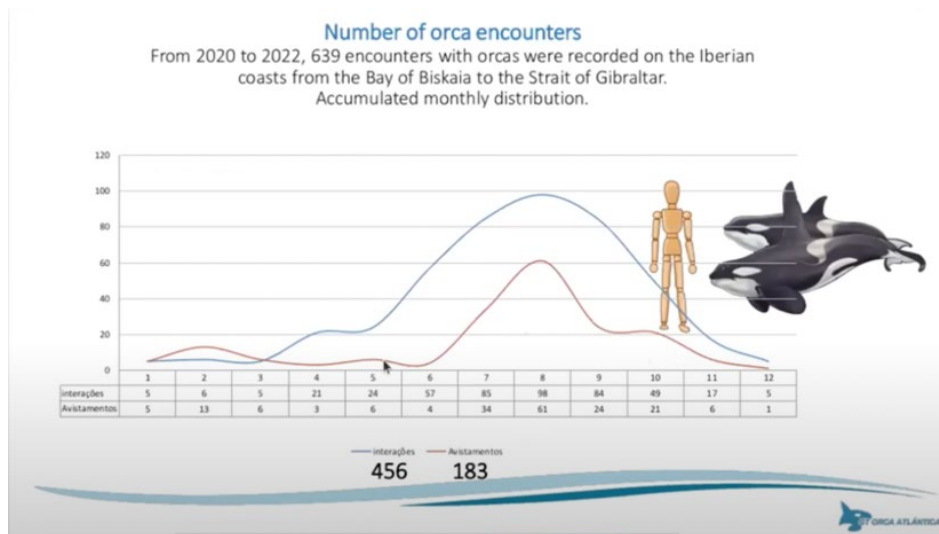 Number of orca encounters
From 2020 to 2022, 639 encounters with orcas were recorded on the Iberian
coasts from the Bay of Biskaia to the Strait of Gibraltar.
Accumulated monthly distribution.
120
100
80
60
40
20
0
1 2 3 4 5 6 7 8 9 10 11 12
interações 5 6 5 21 24 57 85 98 84 49 17 5
Avistamentos 5 13 6 3 6 4 34 61 24 21 6 1
interações Avistamentos
456 183
GT ORCA ATLÁNTICA